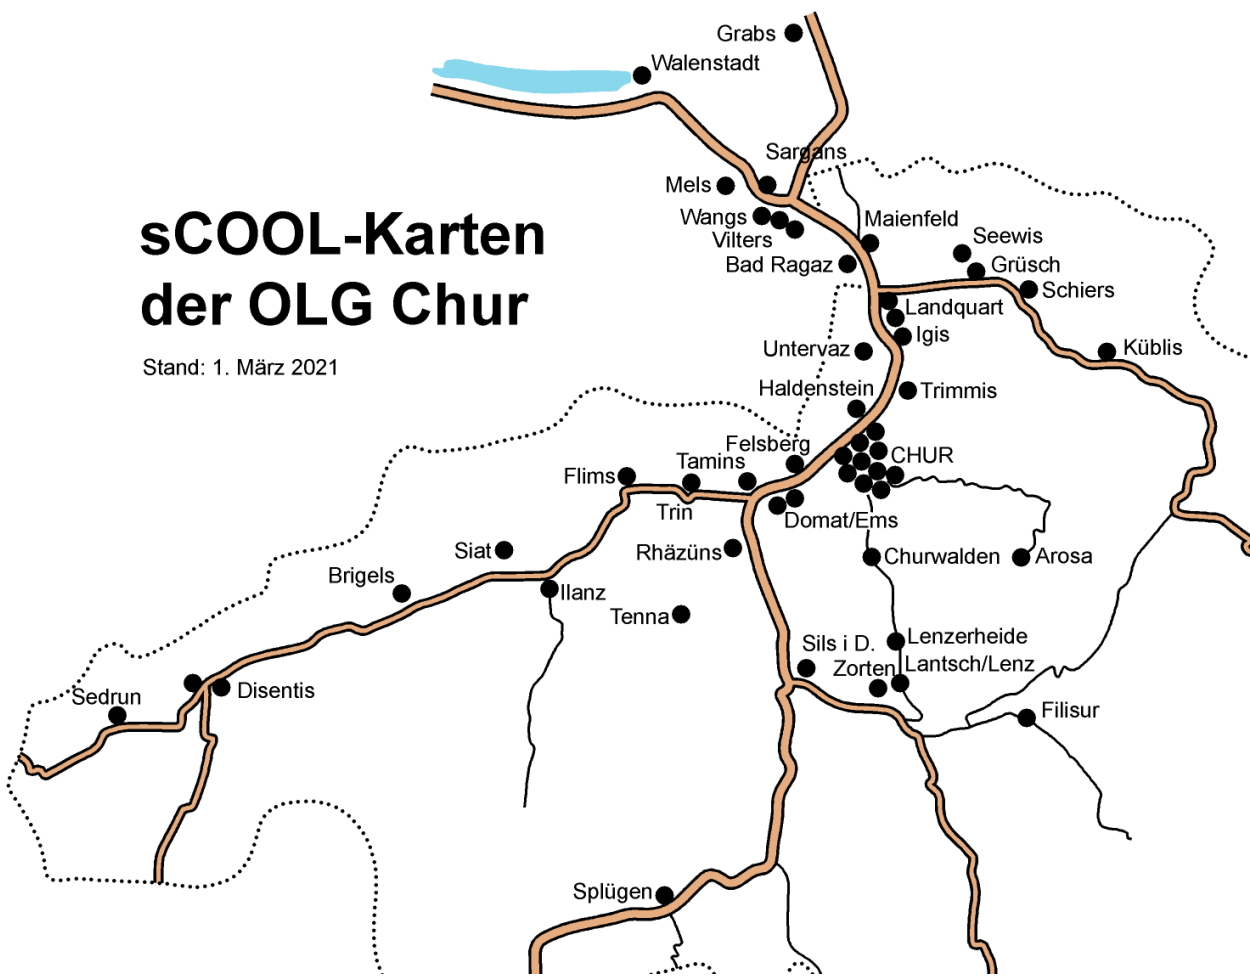 Grabs
Walenstadt
Sargans
Mels
Wangs
Vilters
Maienfeld
Bad Ragaz
Seewis
Grüsch
Schiers
sCOOL-Karten
der OLG Chur
Stand: 1. März 2021
Landquart
Igis
Untervaz
Küblis
Haldenstein
Trimmis
Felsberg
CHUR
Tamins
Flims
Trin
Domat/Ems
Siat
Rhäzüns
Churwalden
Arosa
Brigels
Ilanz
Tenna
Lenzerheide
Sils i D.
Zorten
Lantsch/Lenz
Disentis
Sedrun
Filisur
Splügen